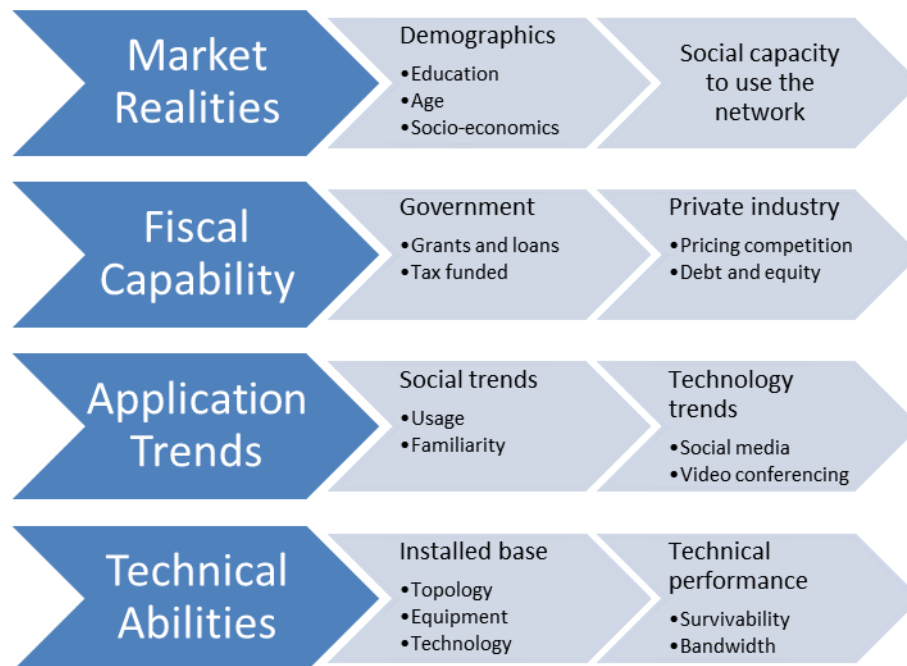 Market
Realities
Demographics
•Education
•Age
•Socio-economics
Social capacity
to use the
network
Fiscal
Capability
Government
•Grants and loans
•Tax funded
Private industry
•Pricing competition
•Debt and equity
Application
Trends
Social trends
•Usage
•Familiarity
Technology
trends
•Social media
•Video conferencing
Technical
Abilities
Installed base
•Topology
•Equipment
•Technology
Technical
performance
•Survivability
•Bandwidth